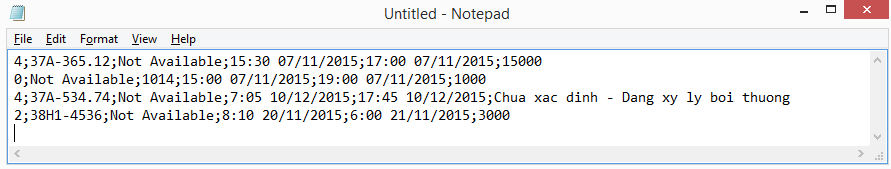 Untitled - Notepad
File Edit Format View Help
4;37A-365.12;Not Available;15:30 07/11/2015;17:00 07/11/2015;15000
0;Not Available;1014;15:00 07/11/2015;19:00 07/11/2015;1000
4;37A-534.74;Not Available;7:05 10/12/2015;17:45 10/12/2015;Chua xac dinh - Dang xy ly boi thuong
2;38H1-4536;Not Available;8:10 20/11/2015;6:00 21/11/2015;3000